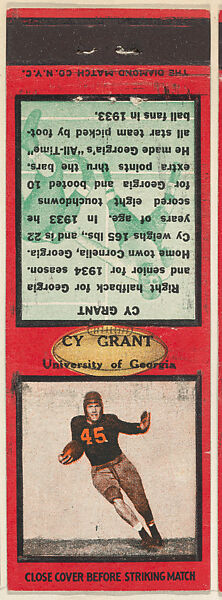 THE DIAMOND MATCH CO. N.Y.C.
CY GRANT
Right halfback for Georgia
and senior for 1934 season.
Home town, Cornelia, Georgia.
Cy weighs 165 lbs., and is 22
years of age. In 1933 he
scored eight touchdowns
for Georgia and booted 10
extra points thru the bars.
He made Georgia's "All-Time"
all star team picked by foot-
ball fans in 1933.
CY GRANT
University of Georgia
45
CLOSE COVER BEFORE STRIKING MATCH